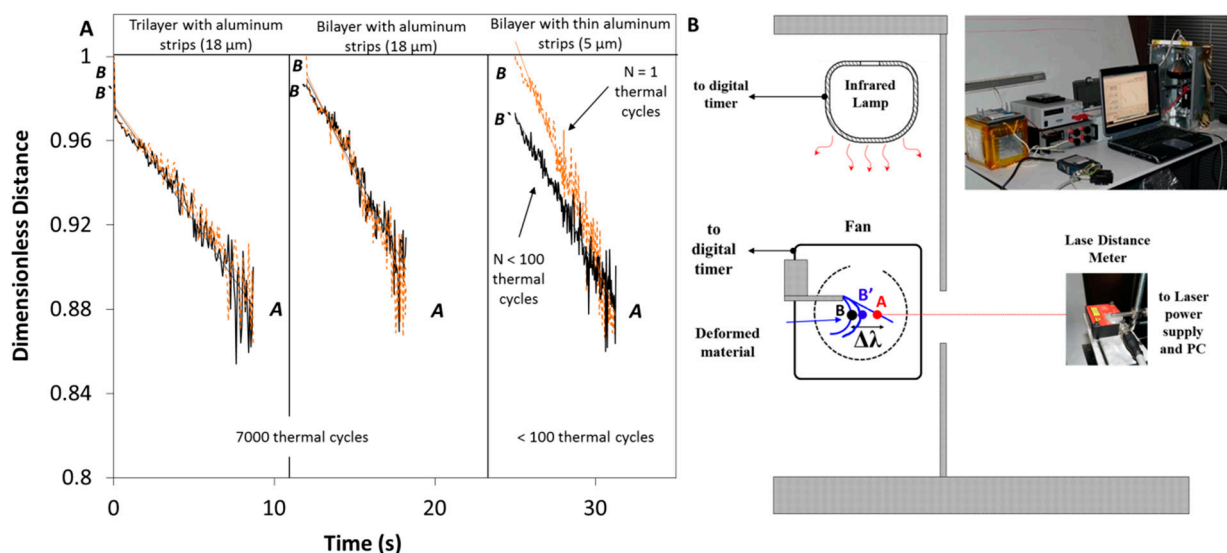 A
Trilayer with aluminum
strips (18 µm)
Bilayer with aluminum
strips (18 µm)
Bilayer with thin aluminum
strips (5 µm)
Dimensionless Distance
1
0.96
0.92
0.88
0.84
0.8
B
B`
A
B
B`
A
B
B`
N = 1
thermal
cycles
N < 100
thermal
cycles
A
7000 thermal cycles
< 100 thermal cycles
0
10
20
30
Time (s)
B
to digital
timer
Infrared
Lamp
to
digital
timer
Fan
B
B’
A
Δλ
Deformed
material
Lase Distance
Meter
to Laser
power
supply
and PC